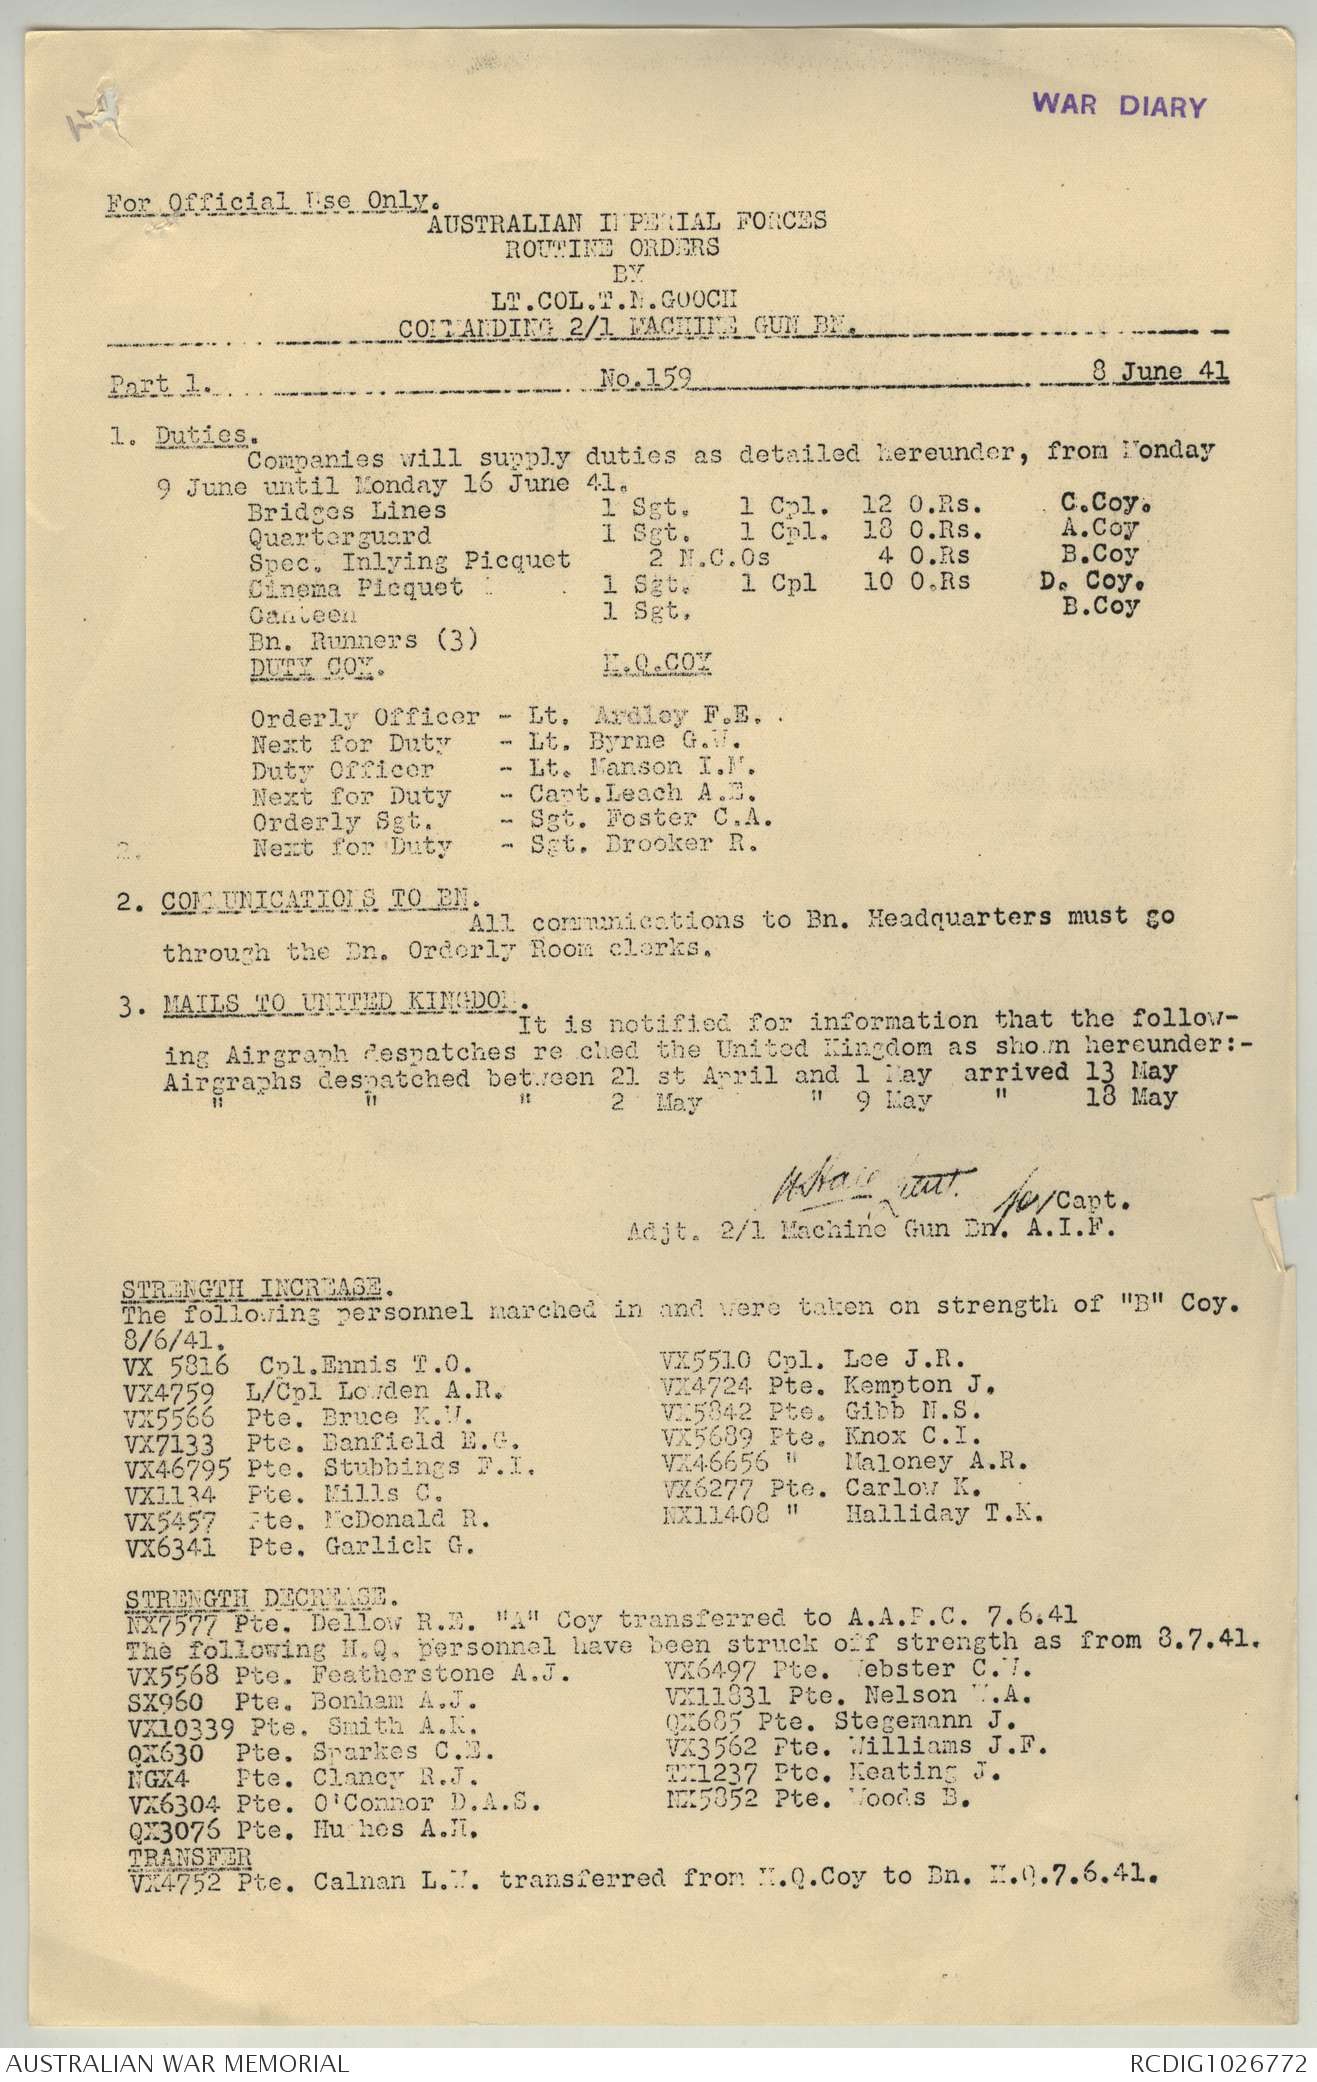 WAR DIARY
For Official Use Only.
AUSTRALIAN IMPERIAL FORCES
ROUTINE ORDERS
BY
LT.COL.T.N.GOOCH
COMMANDING 2/1 MACHINE GUN BN.
Part 1. No.159 8 June 41
1. Duties.
Companies will supply duties as detailed hereunder, from Monday
9 June until Monday 16 June 41.
Bridges Lines 1 Sgt. 1 Cpl. 12 O.Rs. C.Coy.
Quarterguard 1 Sgt. 1 Cpl. 18 O.Rs. A.Coy
Spec. Inlying Picquet 2 N.C.Os 4 O.Rs B.Coy
Cinema Picquet 1 Sgt. 1 Cpl 10 O.Rs D. Coy.
Canteen 1 Sgt. B.Coy
Bn. Runners (3)
DUTY COY. H.Q.COY
Orderly Officer - Lt. Ardley F.E.
Next for Duty - Lt. Byrne G.W.
Duty Officer - Lt. Manson I.M.
Next for Duty - Capt.Leach A.E.
Orderly Sgt. - Sgt. Foster C.A.
2. Next for Duty - Sgt. Brooker R.
2. COMMUNICATIONS TO BN.
All communications to Bn. Headquarters must go
through the Bn. Orderly Room clerks.
3. MAILS TO UNITED KINGDOM.
It is notified for information that the follow-
ing Airgraph despatches reached the United Kingdom as shown hereunder:-
Airgraphs despatched between 21 st April and 1 May arrived 13 May
" " " 2 May " 9 May " 18 May
Lieut. for/Capt.
Adjt. 2/1 Machine Gun Bn. A.I.F.
STRENGTH INCREASE.
The following personnel marched in and were taken on strength of "B" Coy.
8/6/41.
VX 5816 Cpl.Ennis T.O. VX5510 Cpl. Lee J.R.
VX4759 L/Cpl Lowden A.R. VX4724 Pte. Kempton J.
VX5566 Pte. Bruce K.W. VX5842 Pte. Gibb N.S.
VX7133 Pte. Banfield E.G. VX5689 Pte. Knox C.I.
VX46795 Pte. Stubbings F.I. VX46656 " Maloney A.R.
VX1134 Pte. Mills C. VX6277 Pte. Carlow K.
VX5457 Pte. McDonald R. NX11408 " Halliday T.K.
VX6341 Pte. Garlick G.
STRENGTH DECREASE.
NX7577 Pte. Dellow R.E. "A" Coy transferred to A.A.P.C. 7.6.41
The following H.Q. personnel have been struck off strength as from 8.7.41.
VX5568 Pte. Featherstone A.J. VX6497 Pte. Webster C.W.
SX960 Pte. Bonham A.J. VX11831 Pte. Nelson W.A.
VX10339 Pte. Smith A.K. QX685 Pte. Stegemann J.
QX630 Pte. Sparkes C.E. VX3562 Pte. Williams J.F.
NGX4 Pte. Clancy R.J. TX1237 Pte. Keating J.
VX6304 Pte. O'Connor D.A.S. NX5852 Pte. Woods B.
QX3076 Pte. Hughes A.H.
TRANSFER
VX4752 Pte. Calnan L.W. transferred from H.Q.Coy to Bn. H.Q.7.6.41.
AUSTRALIAN WAR MEMORIAL RCDIG1026772